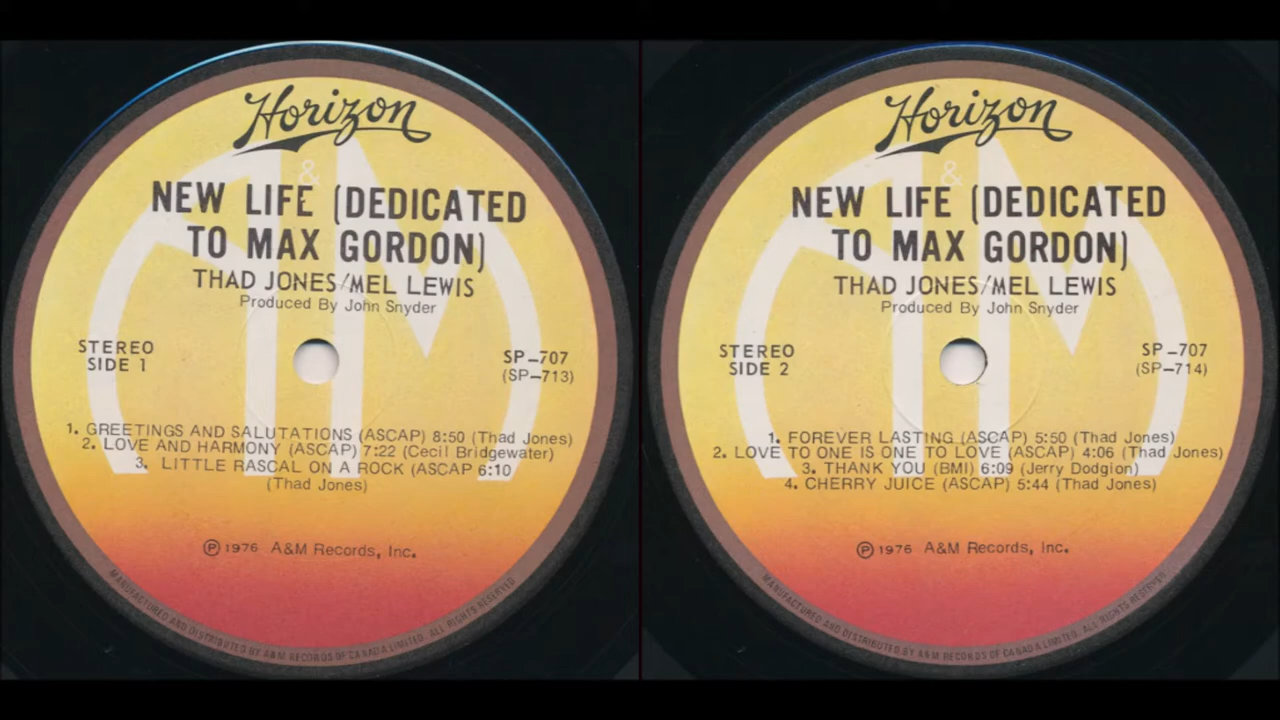 Horizon
&
NEW LIFE (DEDICATED
TO MAX GORDON)
THAD JONES/MEL LEWIS
Produced By John Snyder
STEREO
SIDE 1
SP-707
(SP-713)
1. GREETINGS AND SALUTATIONS (ASCAP) 8:50 (Thad Jones)
2. LOVE AND HARMONY (ASCAP) 7:22 (Cecil Bridgewater)
3. LITTLE RASCAL ON A ROCK (ASCAP 6:10
(Thad Jones)
℗ 1976 A&M Records, Inc.
MANUFACTURED AND DISTRIBUTED BY A&M RECORDS OF CANADA LIMITED. ALL RIGHTS RESERVED
Horizon
&
NEW LIFE (DEDICATED
TO MAX GORDON)
THAD JONES/MEL LEWIS
Produced By John Snyder
STEREO
SIDE 2
SP-707
(SP-714)
1. FOREVER LASTING (ASCAP) 5:50 (Thad Jones)
2. LOVE TO ONE IS ONE TO LOVE (ASCAP) 4:06 (Thad Jones)
3. THANK YOU (BMI) 6:09 (Jerry Dodgion)
4. CHERRY JUICE (ASCAP) 5:44 (Thad Jones)
℗ 1976 A&M Records, Inc.
MANUFACTURED AND DISTRIBUTED BY A&M RECORDS OF CANADA LIMITED. ALL RIGHTS RESERVED